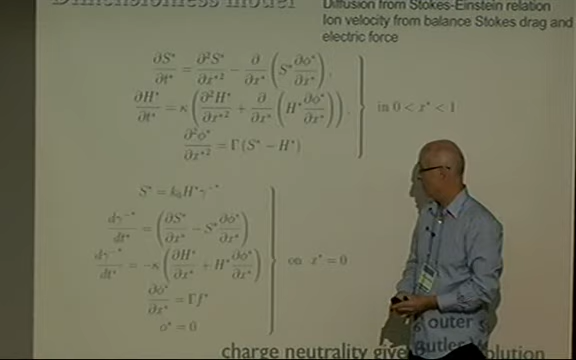 Dimensionless model
Diffusion from Stokes-Einstein relation
Ion velocity from balance Stokes drag and
electric force
∂S*/∂t* = ∂²S*/∂x*² − ∂/∂x* (S* ∂ϕ*/∂x*),
∂H*/∂t* = κ (∂²H*/∂x*² + ∂/∂x* (H* ∂ϕ*/∂x*)),
in 0 < x* < 1
∂²ϕ*/∂x*² = Γ(S* − H*)
S* = k₀H*γ⁻*
dγ⁻*/dt* = (∂S*/∂x* − S* ∂ϕ*/∂x*)
dγ⁻*/dt* = −κ (∂H*/∂x* + H* ∂ϕ*/∂x*)
on x* = 0
∂ϕ*/∂x* = Γf*
ϕ* = 0
outer
charge neutrality